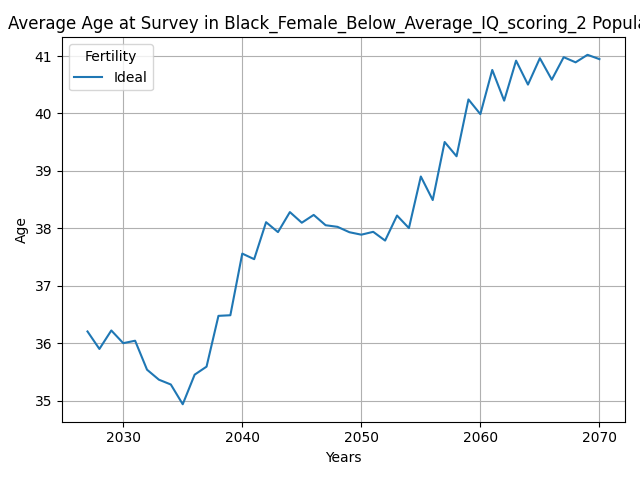 Average Age at Survey in Black_Female_Below_Average_IQ_scoring_2 Popula
Fertility
Ideal
41
40
39
38
37
36
35
Age
2030 2040 2050 2060 2070
Years